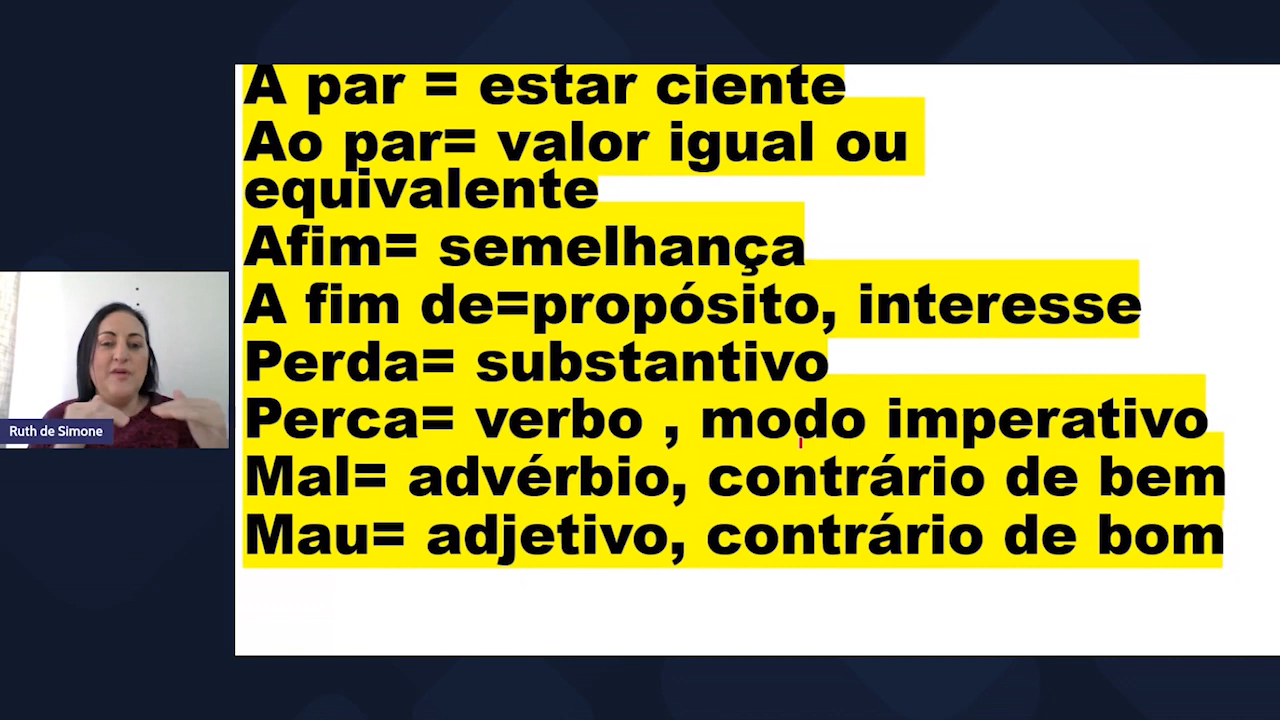 A par = estar ciente
Ao par= valor igual ou
equivalente
Afim= semelhança
A fim de=propósito, interesse
Perda= substantivo
Perca= verbo , modo imperativo
Mal= advérbio, contrário de bem
Mau= adjetivo, contrário de bom
Ruth de Simone